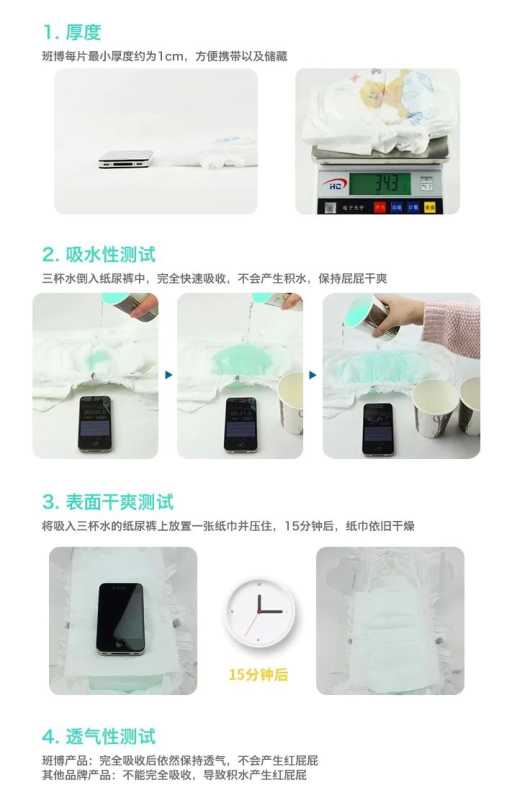 1. 厚度
班博每片最小厚度约为1cm，方便携带以及储藏
HC
34.3
2. 吸水性测试
三杯水倒入纸尿裤中，完全快速吸收，不会产生积水，保持屁屁干爽
3. 表面干爽测试
将吸入三杯水的纸尿裤上放置一张纸巾并压住，15分钟后，纸巾依旧干燥
15分钟后
4. 透气性测试
班博产品：完全吸收后依然保持透气，不会产生红屁屁
其他品牌产品：不能完全吸收，导致积水产生红屁屁